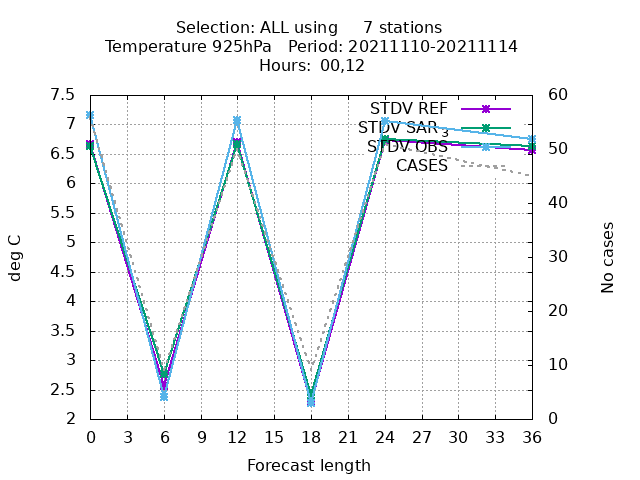 Selection: ALL using 7 stations
Temperature 925hPa Period: 20211110-20211114
Hours: 00,12
7.5
7
6.5
6
5.5
5
4.5
4
3.5
3
2.5
2
60
50
40
30
20
10
0
deg C
No cases
STDV REF
STDV SAR₃
STDV OBS
CASES
0 3 6 9 12 15 18 21 24 27 30 33 36
Forecast length